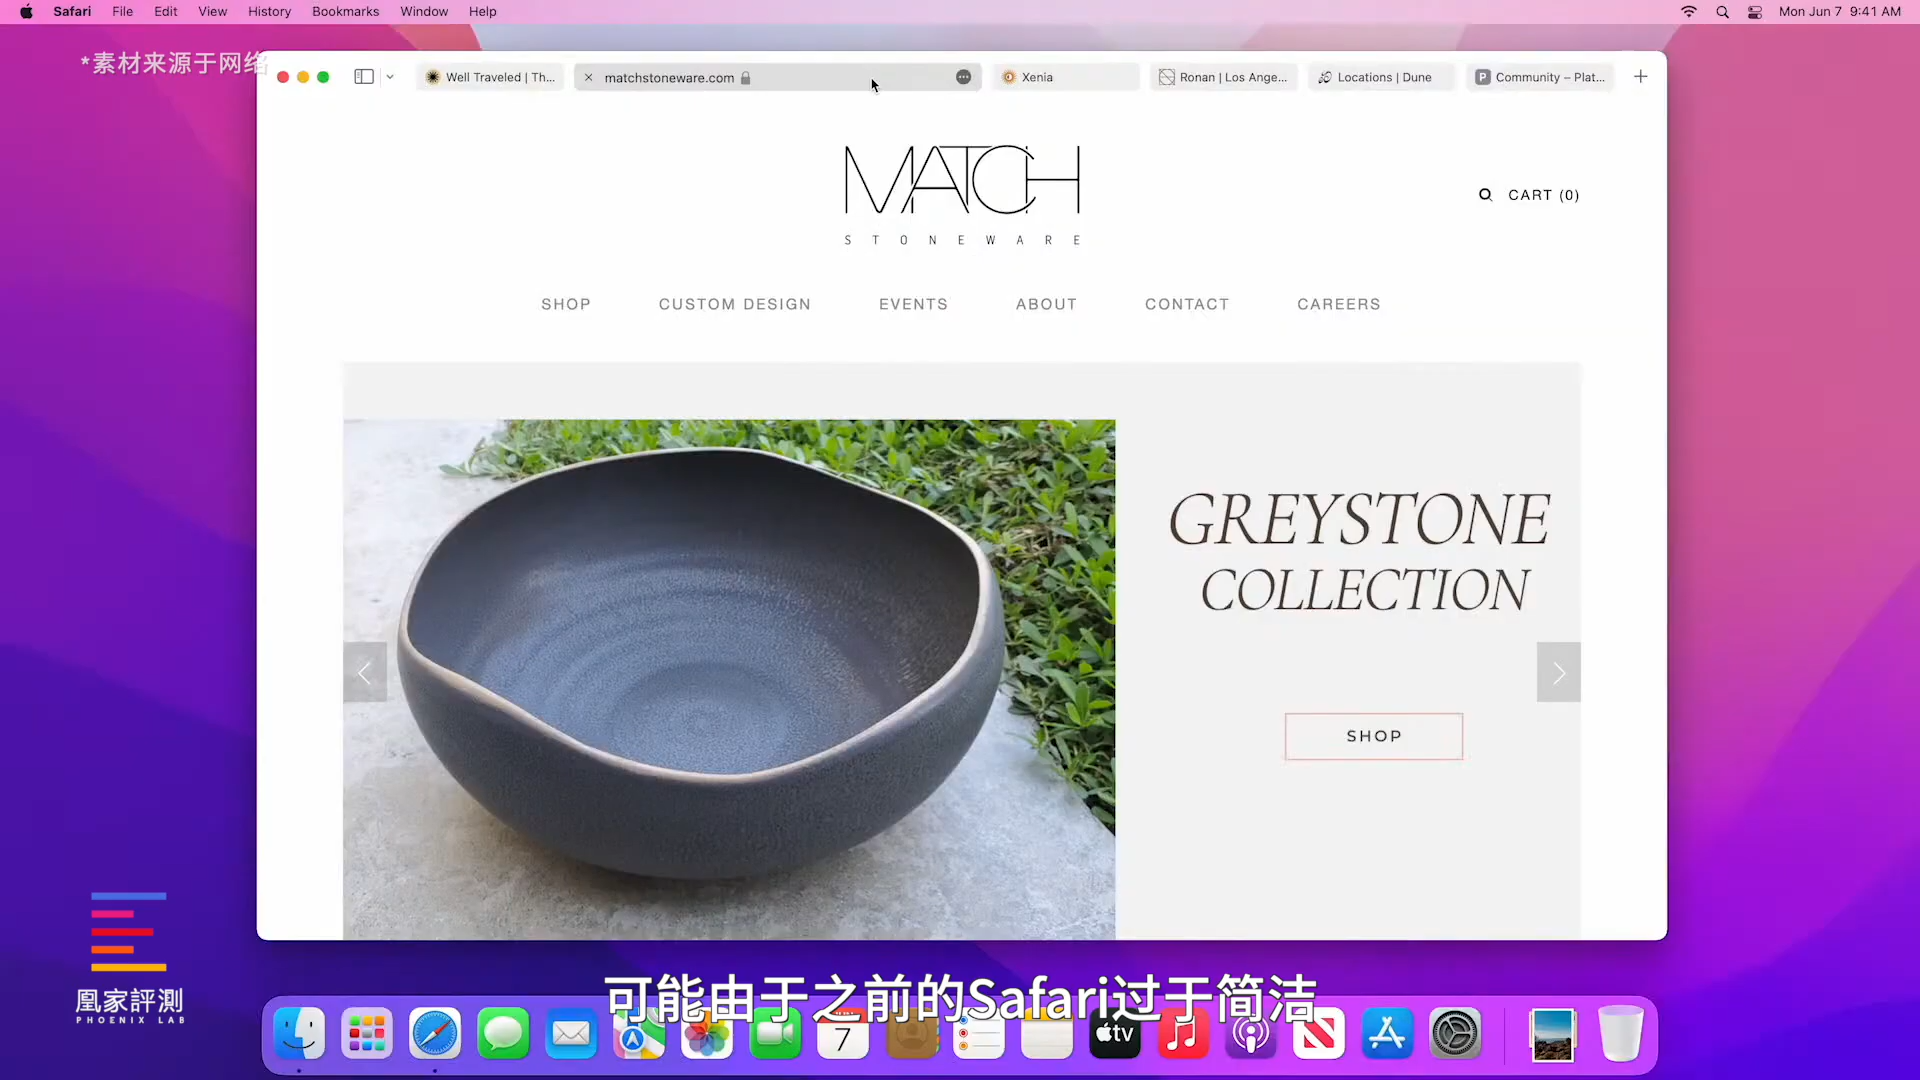 Safari File Edit View History Bookmarks Window Help
Mon Jun 7 9:41 AM
*素材来源于网络
Well Traveled | Th...
matchstoneware.com
Xenia
Ronan | Los Ange...
Locations | Dune
P Community – Plat...
MATCH
STONEWARE
CART (0)
SHOP CUSTOM DESIGN EVENTS ABOUT CONTACT CAREERS
GREYSTONE
COLLECTION
SHOP
凰家評測
PHOENIX LAB
可能由于之前的Safari过于简洁
7
tv